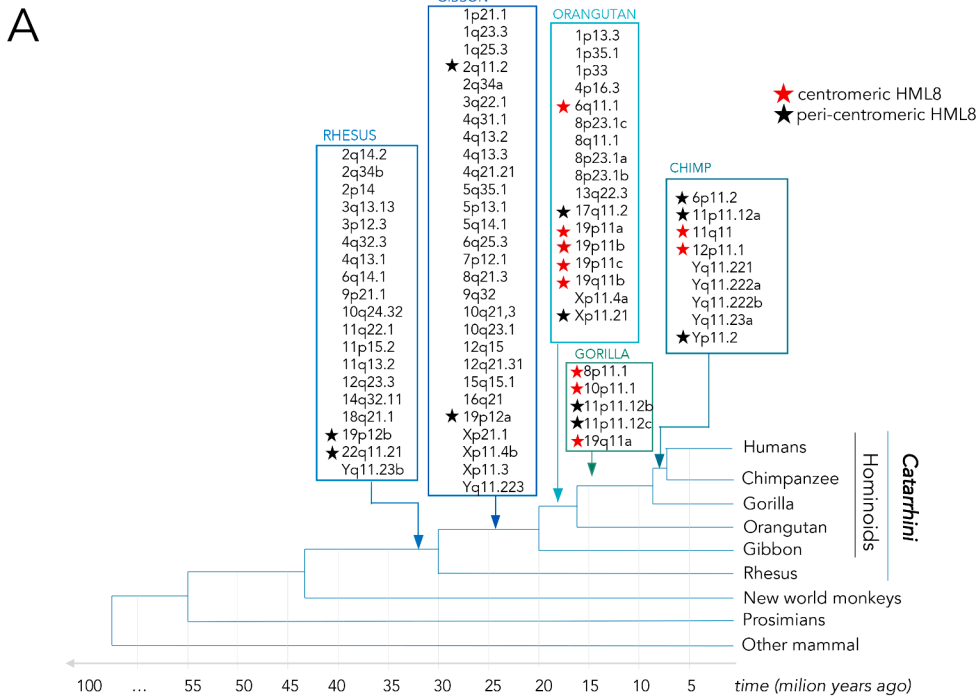 A
GIBBON
1p21.1
1q23.3
1q25.3
2q11.2
2q34a
3q22.1
4q31.1
4q13.2
4q13.3
4q21.21
5q35.1
5p13.1
5q14.1
6q25.3
7p12.1
8q21.3
9q32
10q21,3
10q23.1
12q15
12q21.31
15q15.1
16q21
19p12a
Xp21.1
Xp11.4b
Xp11.3
Yq11.223
ORANGUTAN
1p13.3
1p35.1
1p33
4p16.3
6q11.1
8p23.1c
8q11.1
8p23.1a
8p23.1b
13q22.3
17q11.2
19p11a
19p11b
19p11c
19q11b
Xp11.4a
Xp11.21
centromeric HML8
peri-centromeric HML8
RHESUS
2q14.2
2q34b
2p14
3q13.13
3p12.3
4q32.3
4q13.1
6q14.1
9p21.1
10q24.32
11q22.1
11p15.2
11q13.2
12q23.3
14q32.11
18q21.1
19p12b
22q11.21
Yq11.23b
CHIMP
6p11.2
11p11.12a
11q11
12p11.1
Yq11.221
Yq11.222a
Yq11.222b
Yq11.23a
Yp11.2
GORILLA
8p11.1
10p11.1
11p11.12b
11p11.12c
19q11a
Humans
Chimpanzee
Gorilla
Orangutan
Gibbon
Rhesus
New world monkeys
Prosimians
Other mammal
Hominoids
Catarrhini
100 ... 55 50 45 40 35 30 25 20 15 10 5 time (milion years ago)